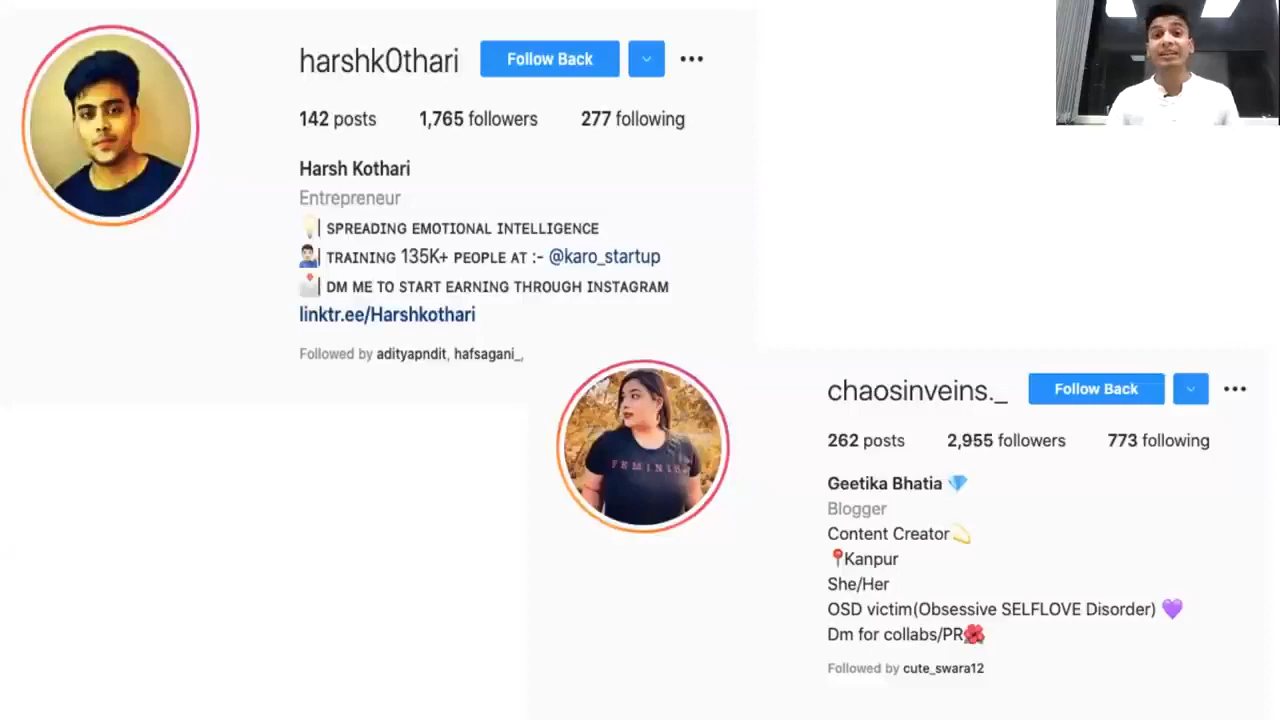 harshk0thari Follow Back
142 posts 1,765 followers 277 following
Harsh Kothari
Entrepreneur
💡| SPREADING EMOTIONAL INTELLIGENCE
| TRAINING 135K+ PEOPLE AT :- @karo_startup
| DM ME TO START EARNING THROUGH INSTAGRAM
linktr.ee/Harshkothari
Followed by adityapndit, hafsagani_,
chaosinveins._ Follow Back
262 posts 2,955 followers 773 following
FEMINIS
Geetika Bhatia 💎
Blogger
Content Creator💫
📍Kanpur
She/Her
OSD victim(Obsessive SELFLOVE Disorder) 💜
Dm for collabs/PR🌺
Followed by cute_swara12